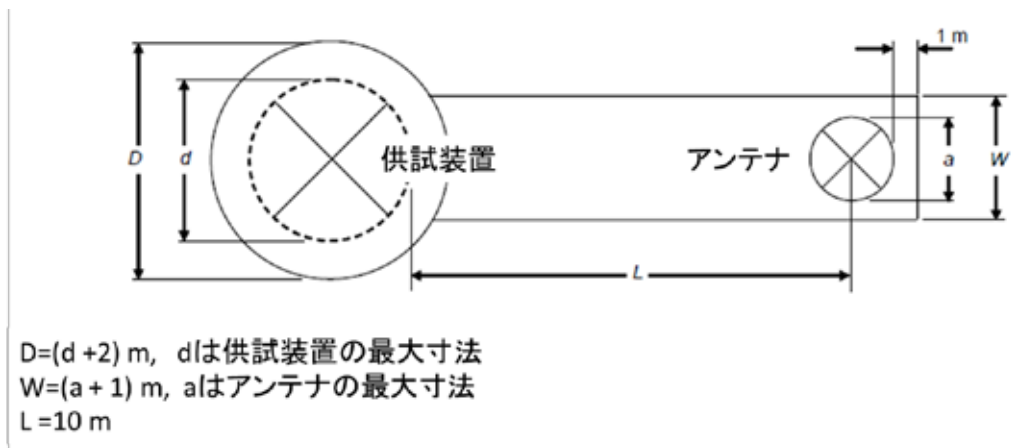 1 m
D
d
供試装置
アンテナ
a
W
L
D=(d +2) m, dは供試装置の最大寸法
W=(a + 1) m, aはアンテナの最大寸法
L =10 m